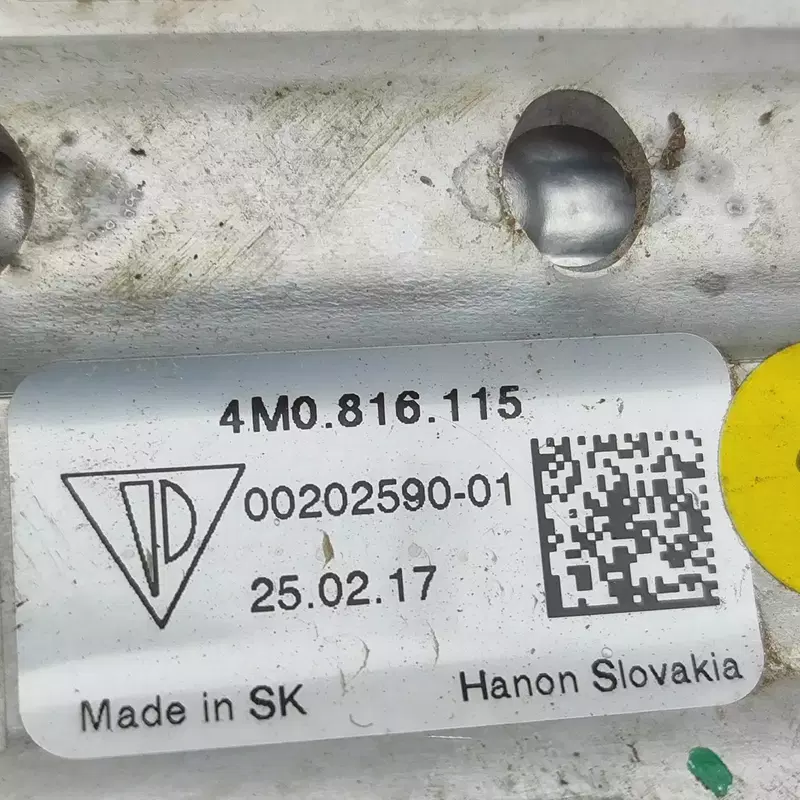 4M0.816.115
00202590-01
25.02.17
Made in SK
Hanon Slovakia